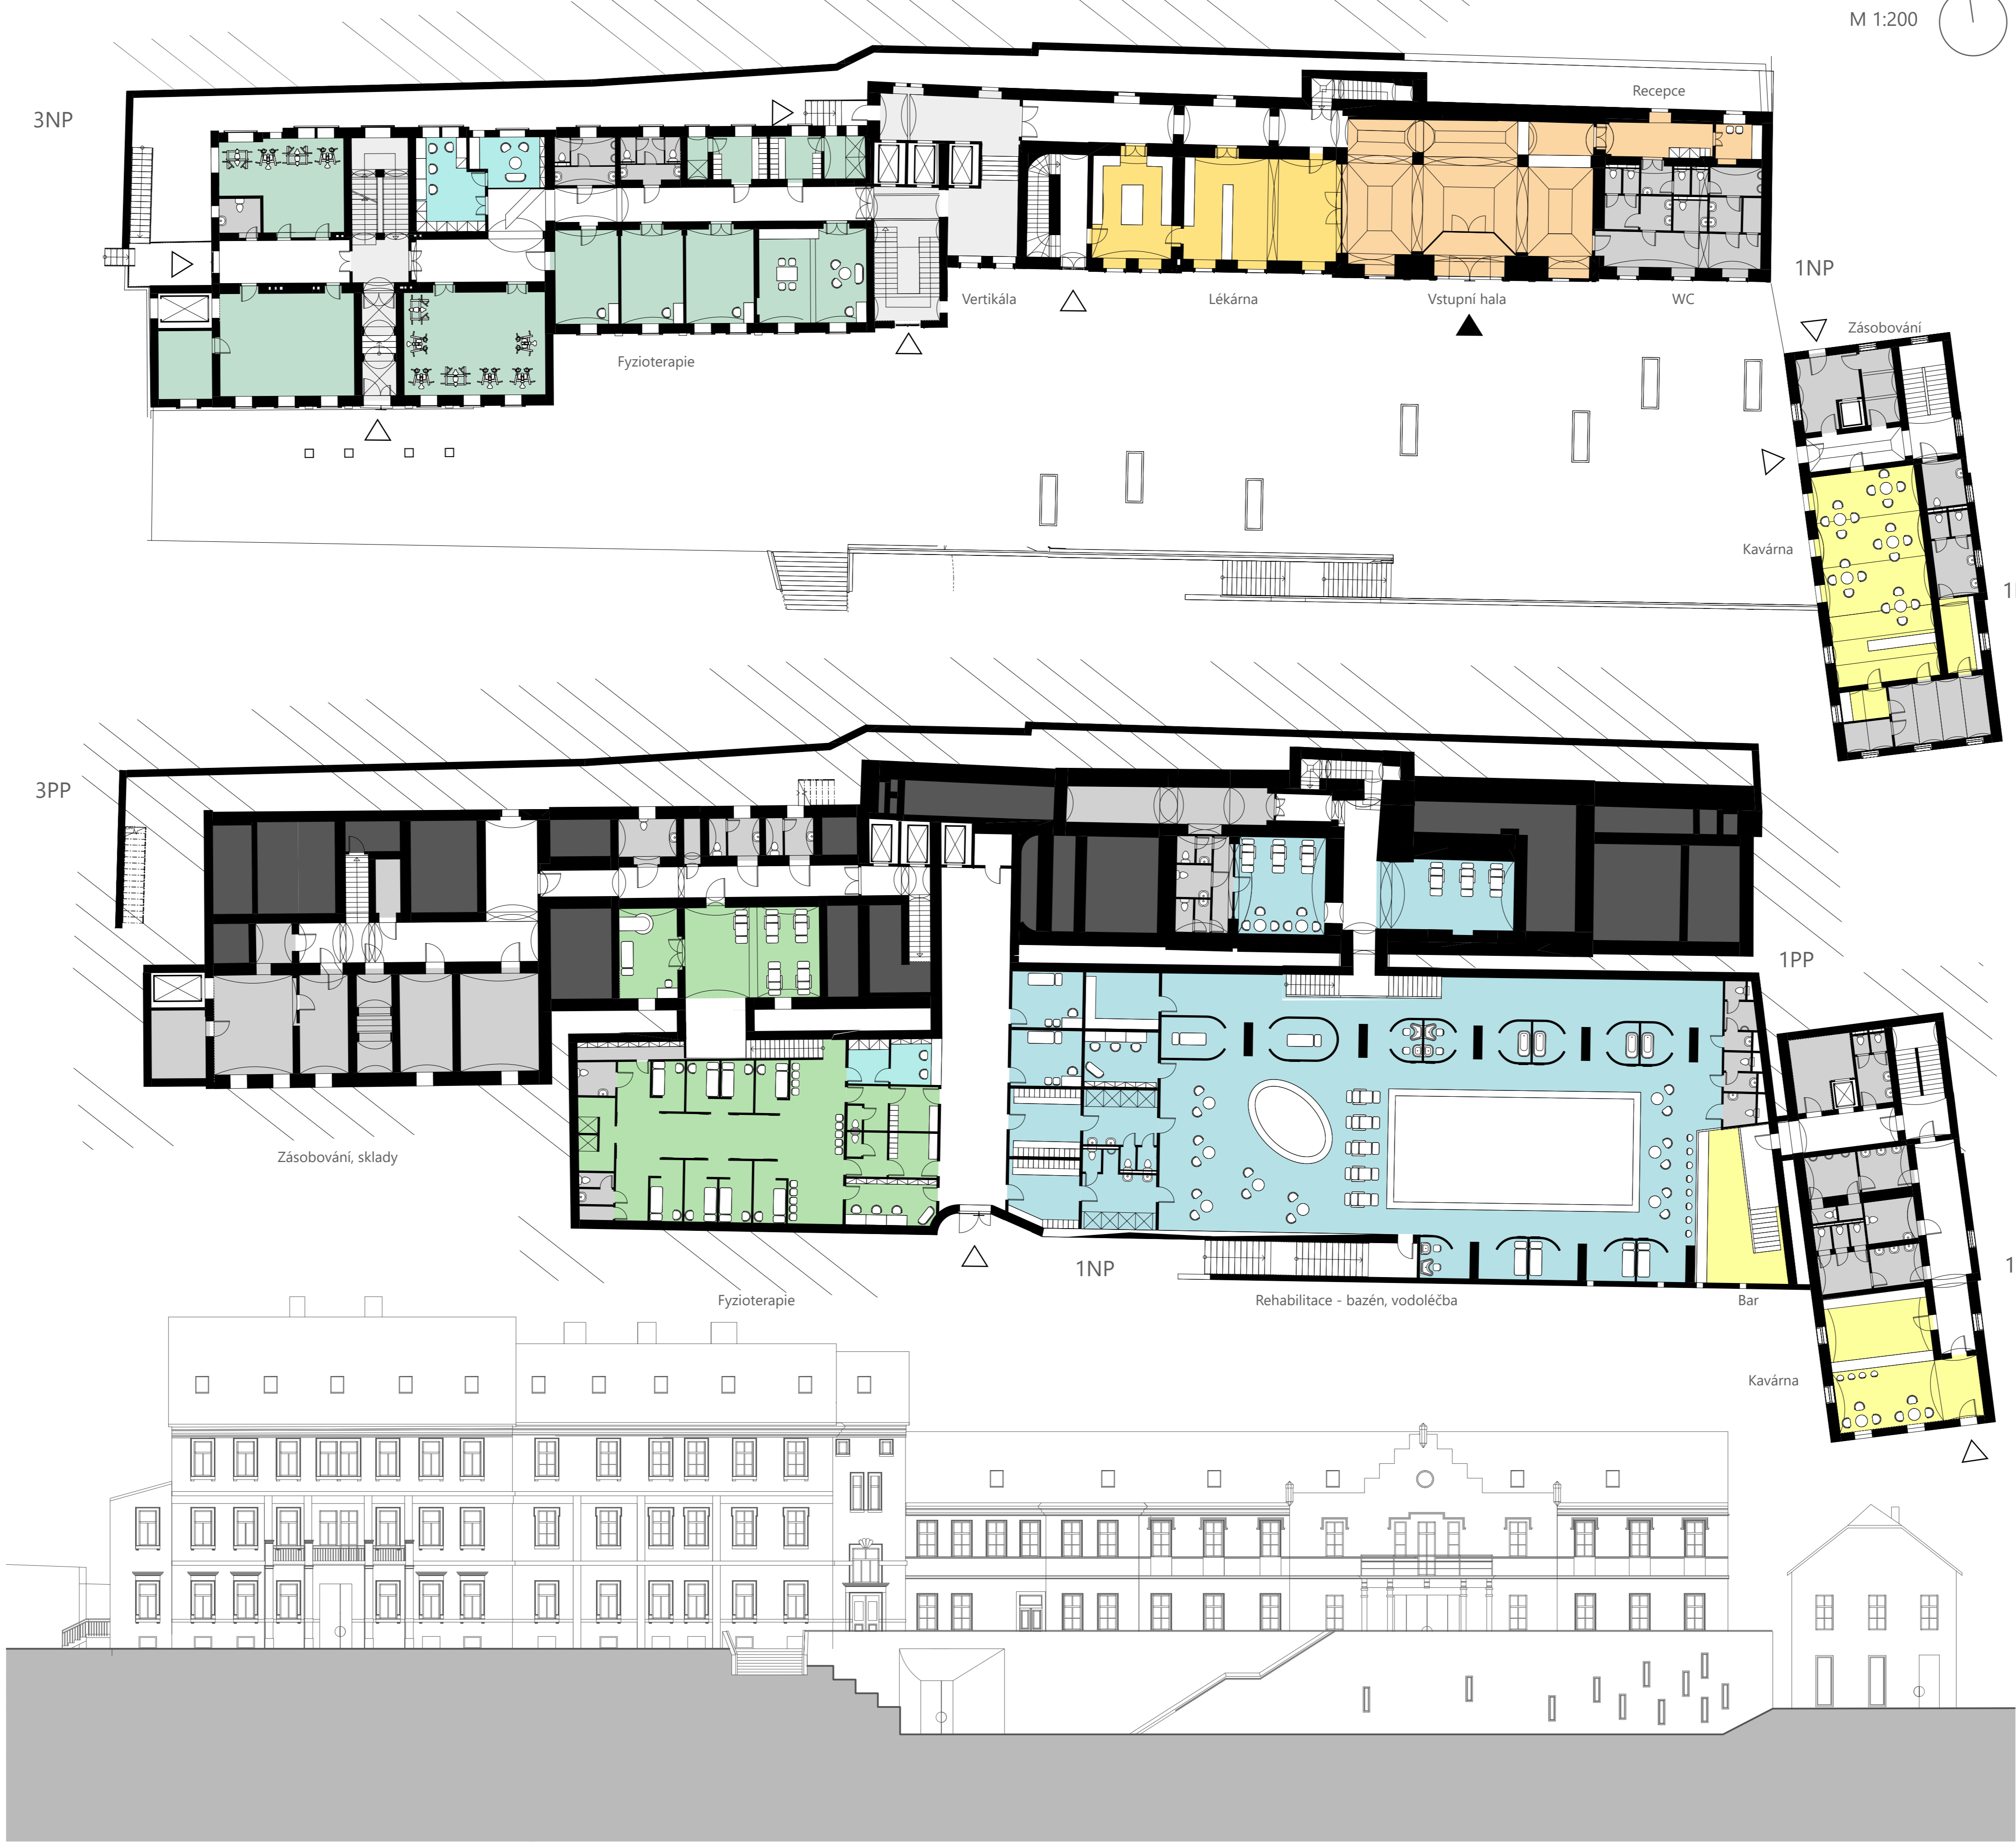 M 1:200
3NP
Recepce
1NP
Vertikála
Lékárna
Vstupní hala
WC
Zásobování
Fyzioterapie
Kavárna
3PP
1PP
Zásobování, sklady
1NP
Fyzioterapie
Rehabilitace - bazén, vodoléčba
Bar
Kavárna